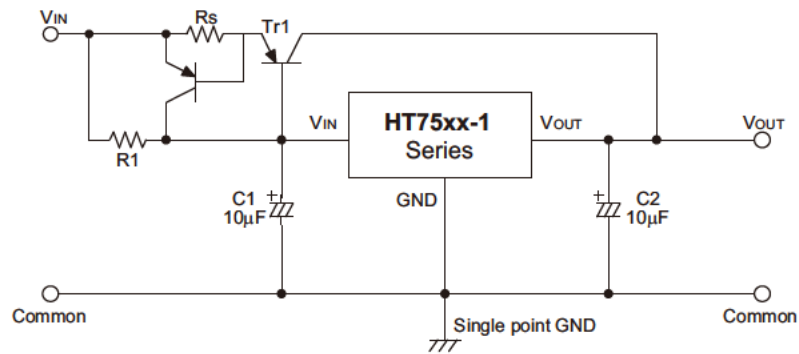 VIN
Rs
Tr1
R1
VIN
HT75xx-1
Series
VOUT
VOUT
GND
C1
10μF
C2
10μF
Common
Single point GND
Common